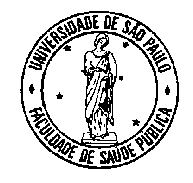 UNIVERSIDADE DE SÃO PAULO
FACULDADE DE SAÚDE PÚBLICA